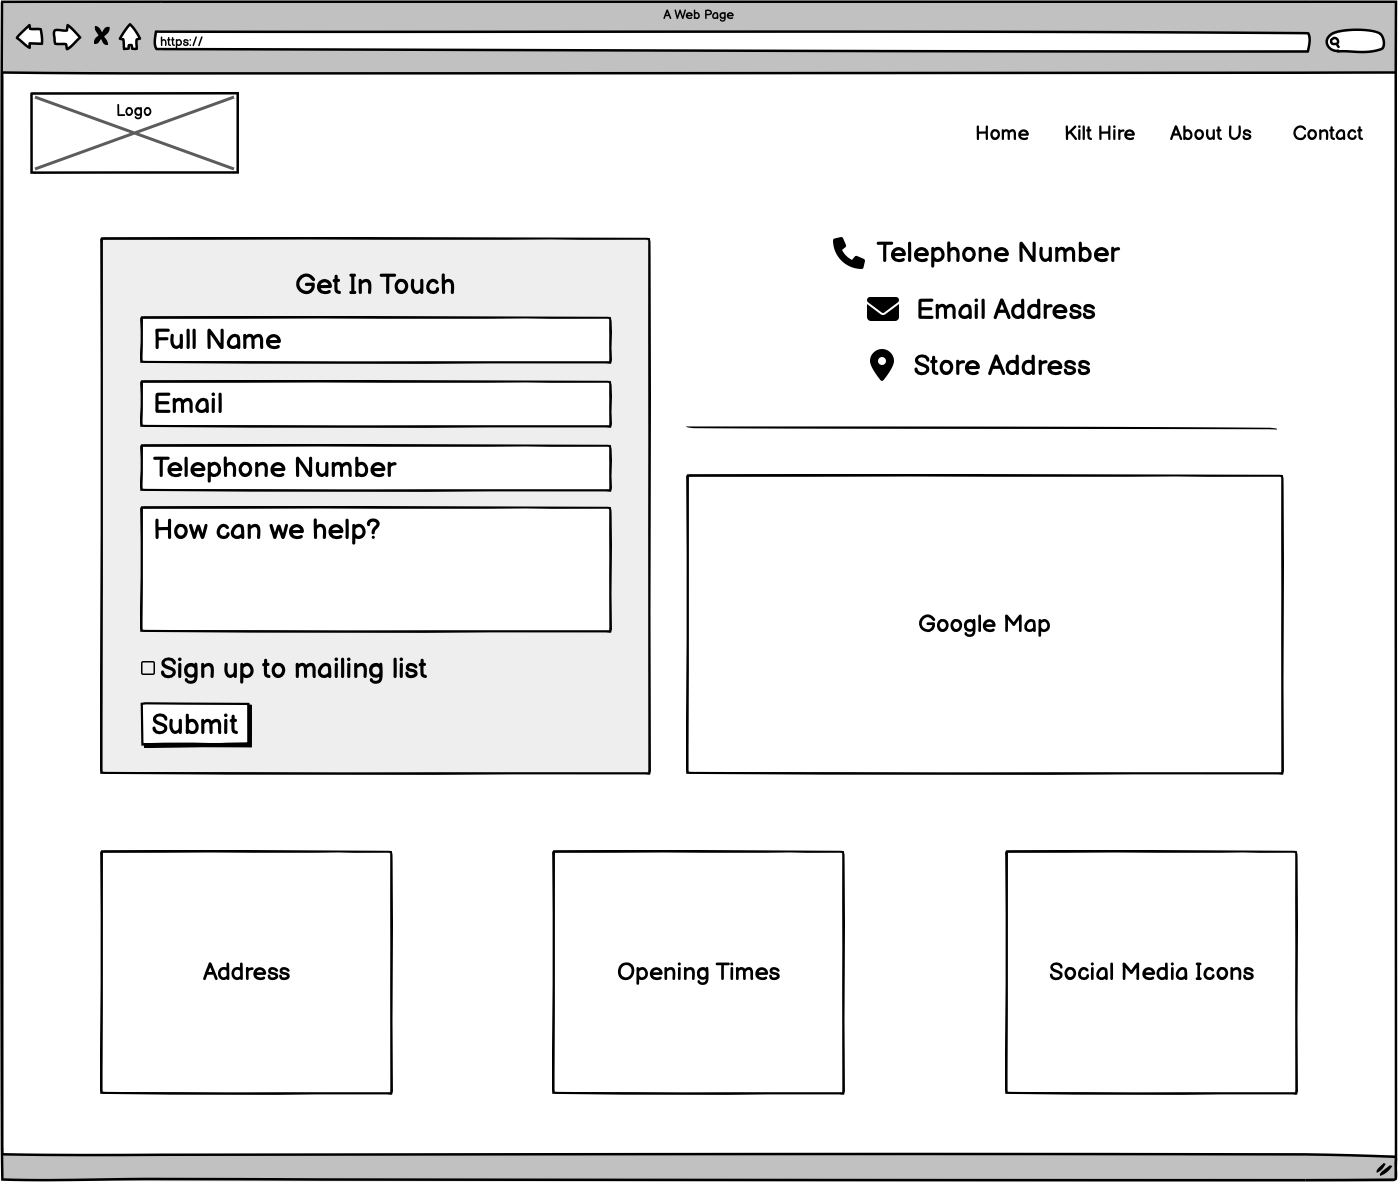 A Web Page
https://
Logo
Home Kilt Hire About Us Contact
Get In Touch
Full Name
Email
Telephone Number
How can we help?
Sign up to mailing list
Submit
Telephone Number
Email Address
Store Address
Google Map
Address
Opening Times
Social Media Icons